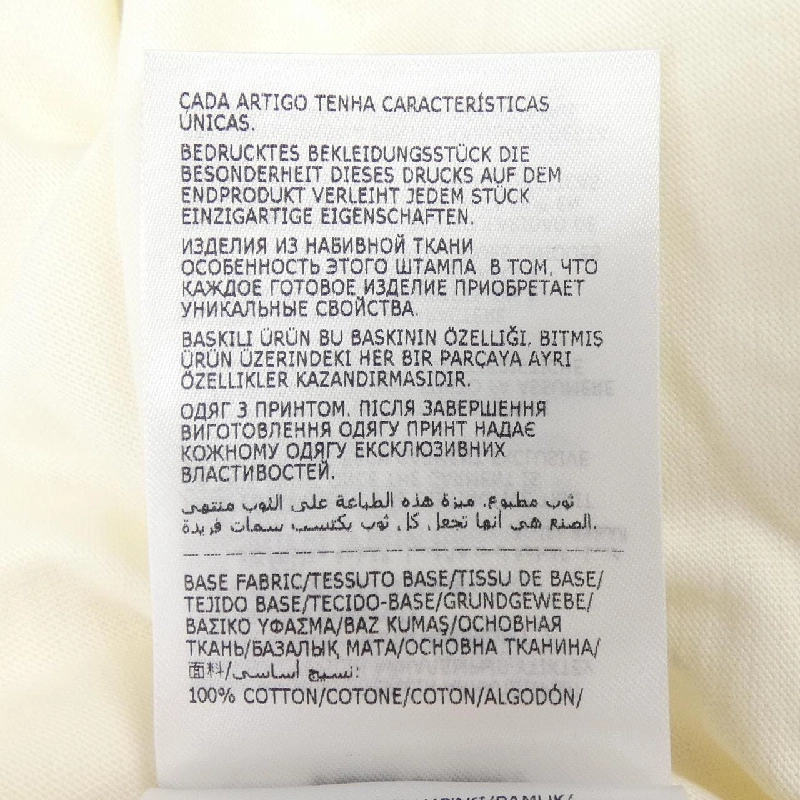 CADA ARTIGO TENHA CARACTERÍSTICAS
ÚNICAS.
BEDRUCKTES BEKLEIDUNGSSTÜCK DIE
BESONDERHEIT DIESES DRUCKS AUF DEM
ENDPRODUKT VERLEIHT JEDEM STÜCK
EINZIGARTIGE EIGENSCHAFTEN.
ИЗДЕЛИЯ ИЗ НАБИВНОЙ ТКАНИ
ОСОБЕННОСТЬ ЭТОГО ШТАМПА В ТОМ, ЧТО
КАЖДОЕ ГОТОВОЕ ИЗДЕЛИЕ ПРИОБРЕТАЕТ
УНИКАЛЬНЫЕ СВОЙСТВА.
BASKILI ÜRÜN BU BASKININ ÖZELLİĞİ, BITMIŞ
ÜRÜN ÜZERINDEKI HER BIR PARÇAYA AYRI
ÖZELLIKLER KAZANDIRMASIDIR.
ОДЯГ З ПРИНТОМ. ПІСЛЯ ЗАВЕРШЕННЯ
ВИГОТОВЛЕННЯ ОДЯГУ ПРИНТ НАДАЄ
КОЖНОМУ ОДЯГУ ЕКСКЛЮЗИВНИХ
ВЛАСТИВОСТЕЙ.
ثوب مطبوع. ميزة هذه الطباعة على الثوب منتهى
الصنع هي أنها تجعل كل ثوب يكتسب سمات فريدة.
BASE FABRIC/TESSUTO BASE/TISSU DE BASE/
TEJIDO BASE/TECIDO-BASE/GRUNDGEWEBE/
ΒΑΣΙΚΟ ΥΦΑΣΜΑ/BAZ KUMAŞ/ОСНОВНАЯ
ТКАНЬ/БАЗАЛЫҚ МАТА/ОСНОВНА ТКАНИНА/
面料/نسيج أساسي:
100% COTTON/COTONE/COTON/ALGODÓN/